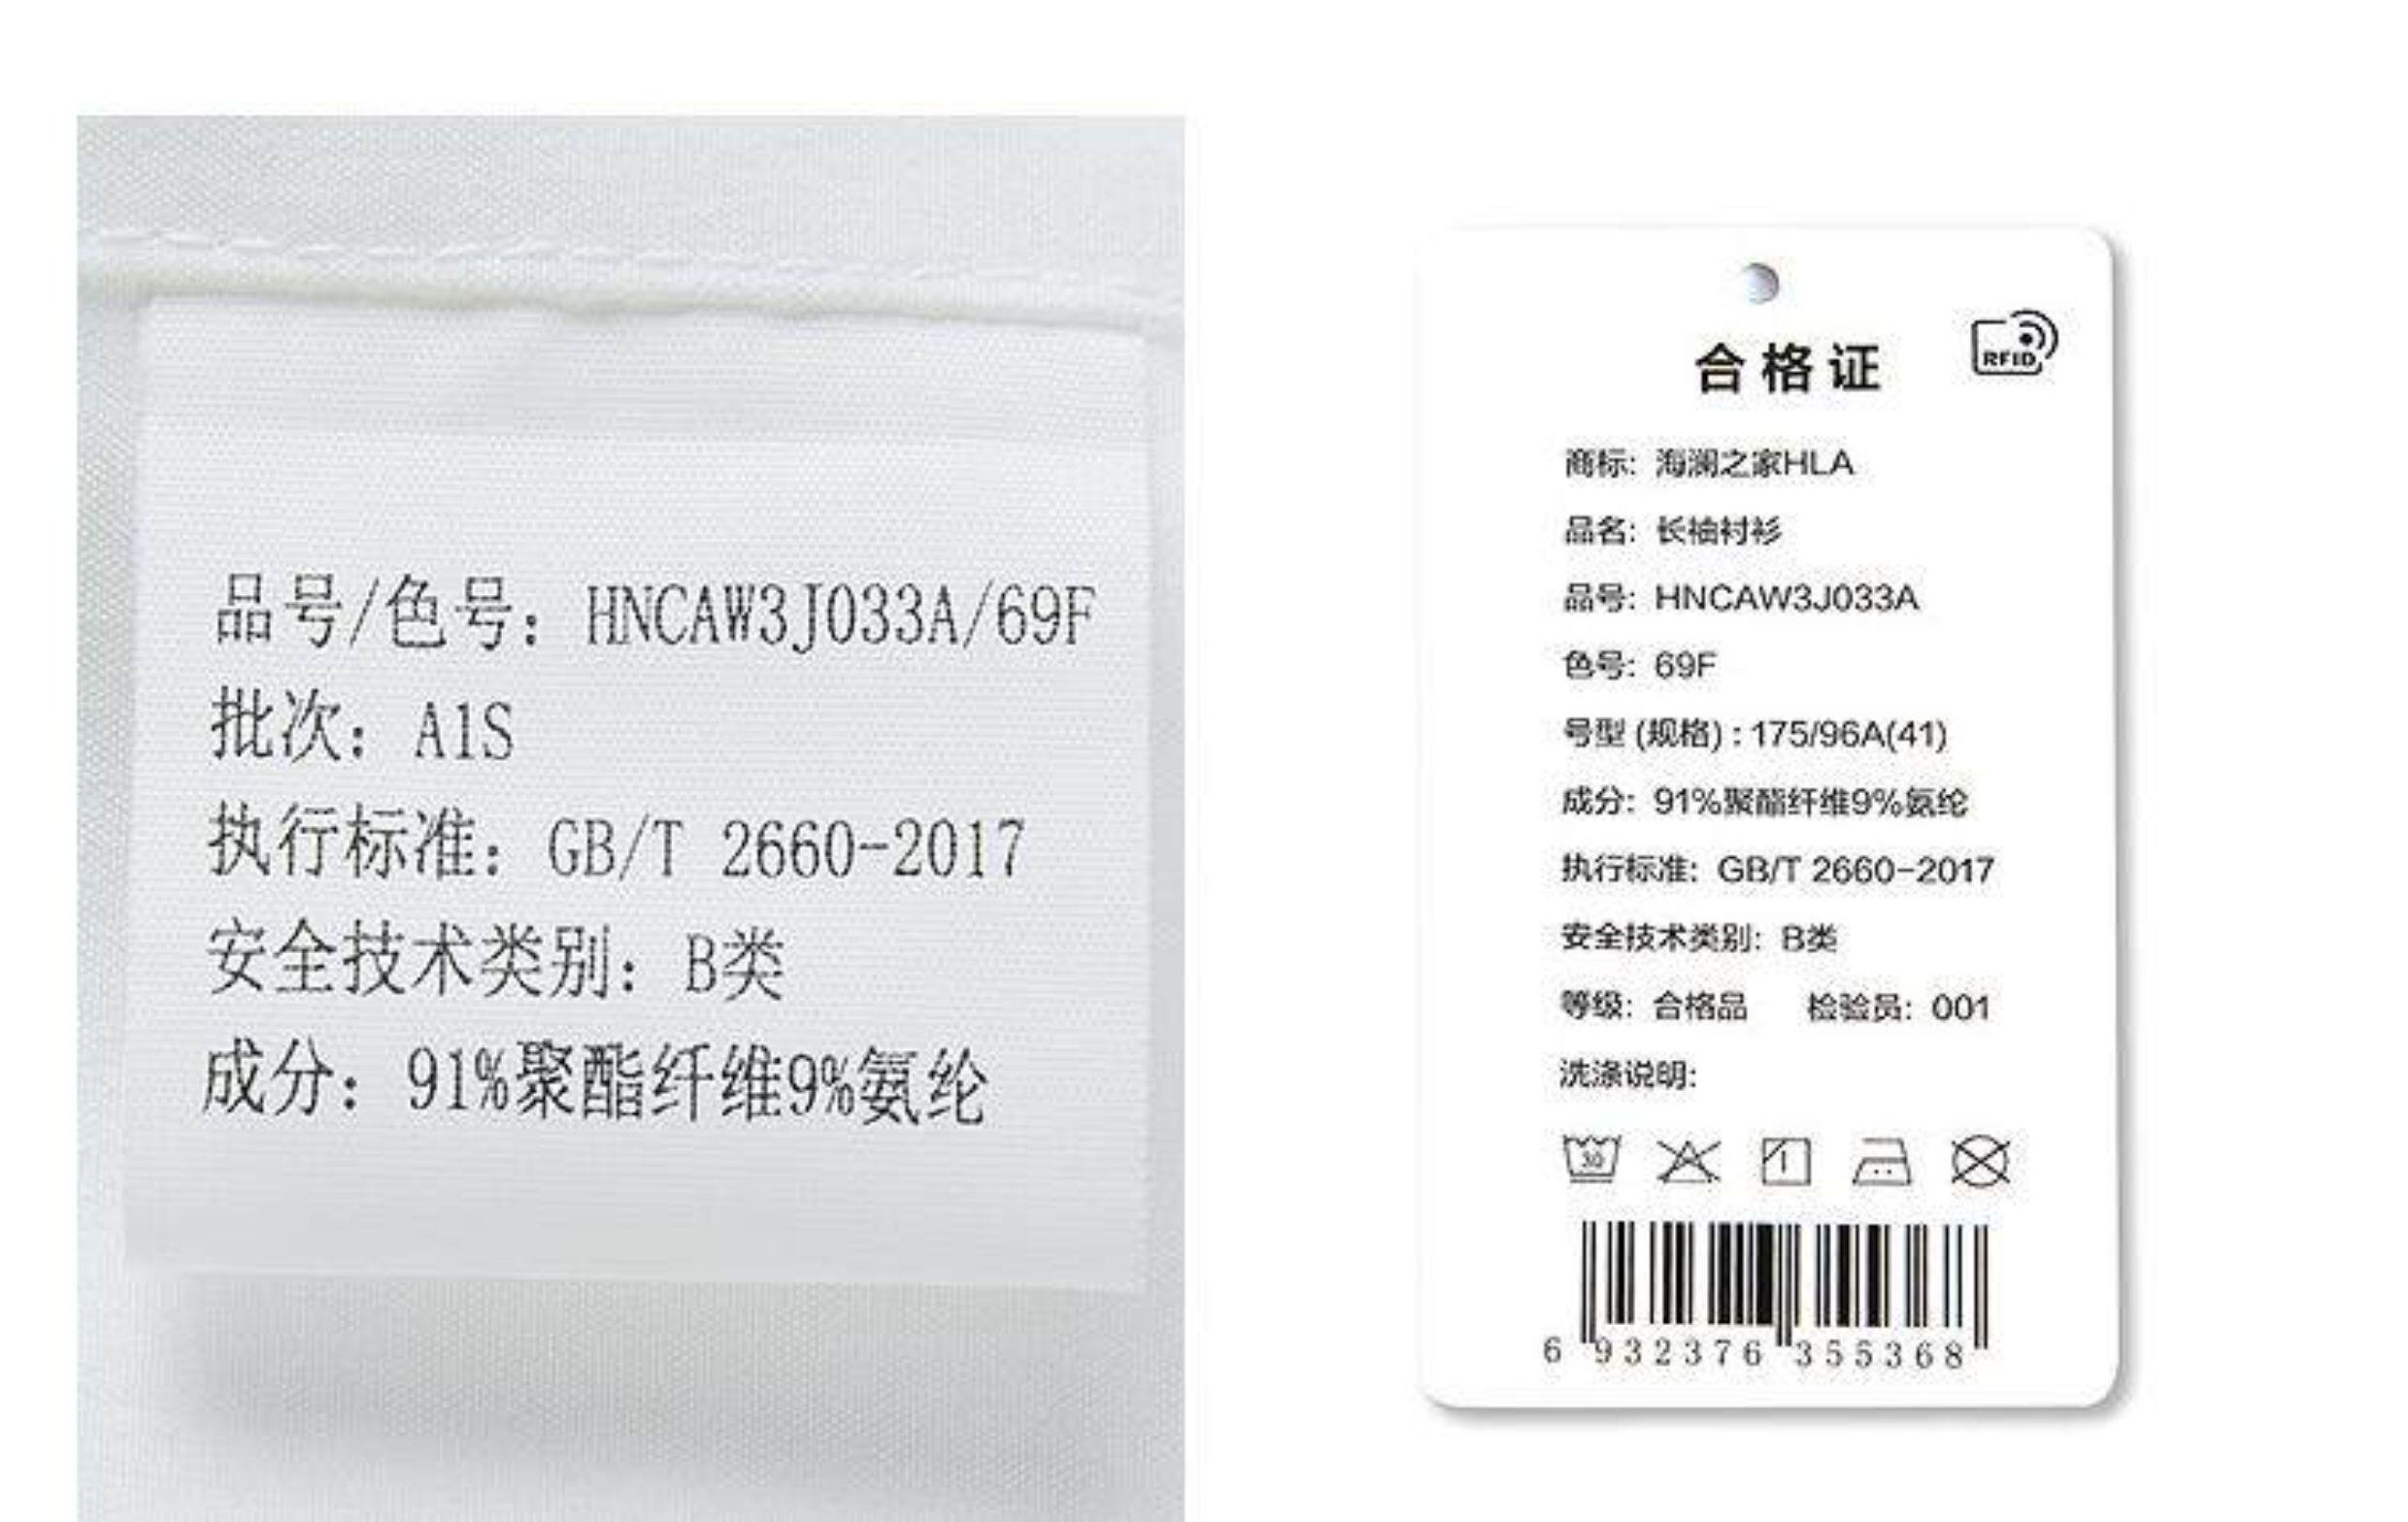 品号/色号：HNCAW3J033A/69F
批次：A1S
执行标准：GB/T 2660-2017
安全技术类别：B类
成分：91%聚酯纤维9%氨纶
合格证
RFID
商标: 海澜之家HLA
品名: 长袖衬衫
品号: HNCAW3J033A
色号: 69F
号型 (规格) : 175/96A(41)
成分: 91%聚酯纤维9%氨纶
执行标准: GB/T 2660-2017
安全技术类别: B类
等级: 合格品 检验员: 001
洗涤说明:
30
6 932376 355368